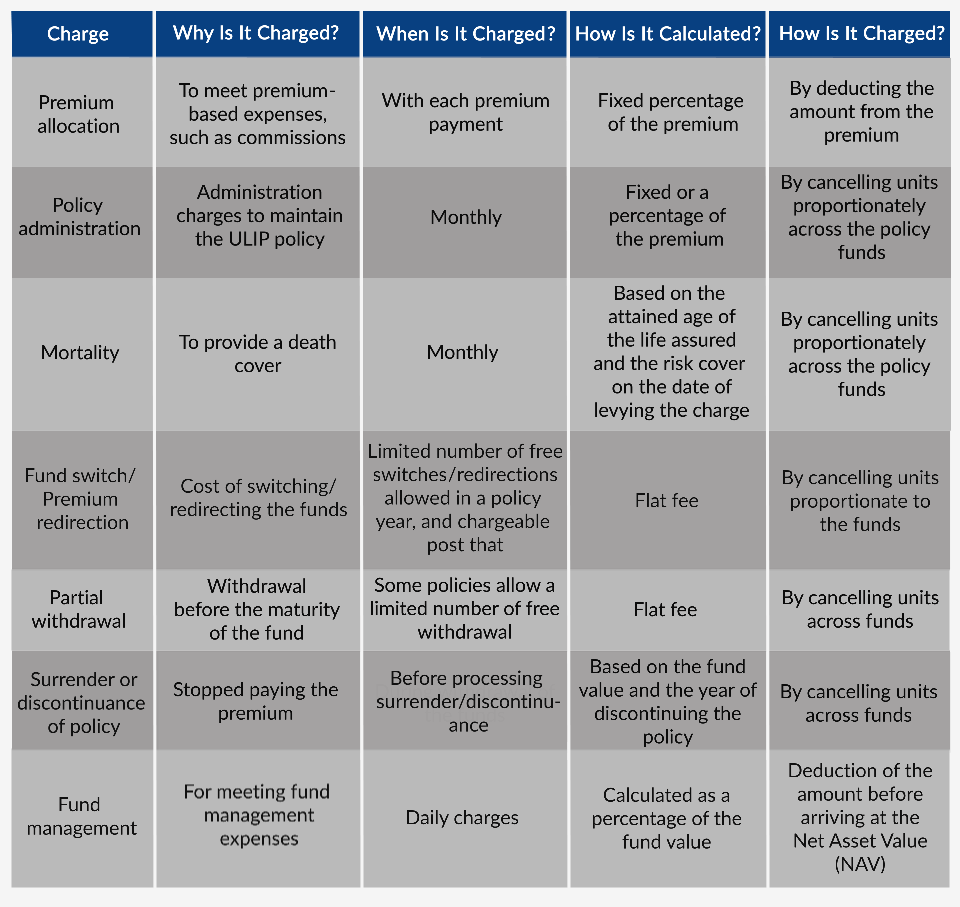 Charge
Why Is It Charged?
When Is It Charged?
How Is It Calculated?
How Is It Charged?
Premium
allocation
To meet premium-
based expenses,
such as commissions
With each premium
payment
Fixed percentage
of the premium
By deducting the
amount from the
premium
Policy
administration
Administration
charges to maintain
the ULIP policy
Monthly
Fixed or a
percentage of
the premium
By cancelling units
proportionately
across the policy
funds
Mortality
To provide a death
cover
Monthly
Based on the
attained age of
the life assured
and the risk cover
on the date of
levying the charge
By cancelling units
proportionately
across the policy
funds
Fund switch/
Premium
redirection
Cost of switching/
redirecting the funds
Limited number of free
switches/redirections
allowed in a policy
year, and chargeable
post that
Flat fee
By cancelling units
proportionate to
the funds
Partial
withdrawal
Withdrawal
before the maturity
of the fund
Some policies allow a
limited number of free
withdrawal
Flat fee
By cancelling units
across funds
Surrender or
discontinuance
of policy
Stopped paying the
premium
Before processing
surrender/discontinu-
ance
Based on the fund
value and the year of
discontinuing the
policy
By cancelling units
across funds
Fund
management
For meeting fund
management
expenses
Daily charges
Calculated as a
percentage of the
fund value
Deduction of the
amount before
arriving at the
Net Asset Value
(NAV)